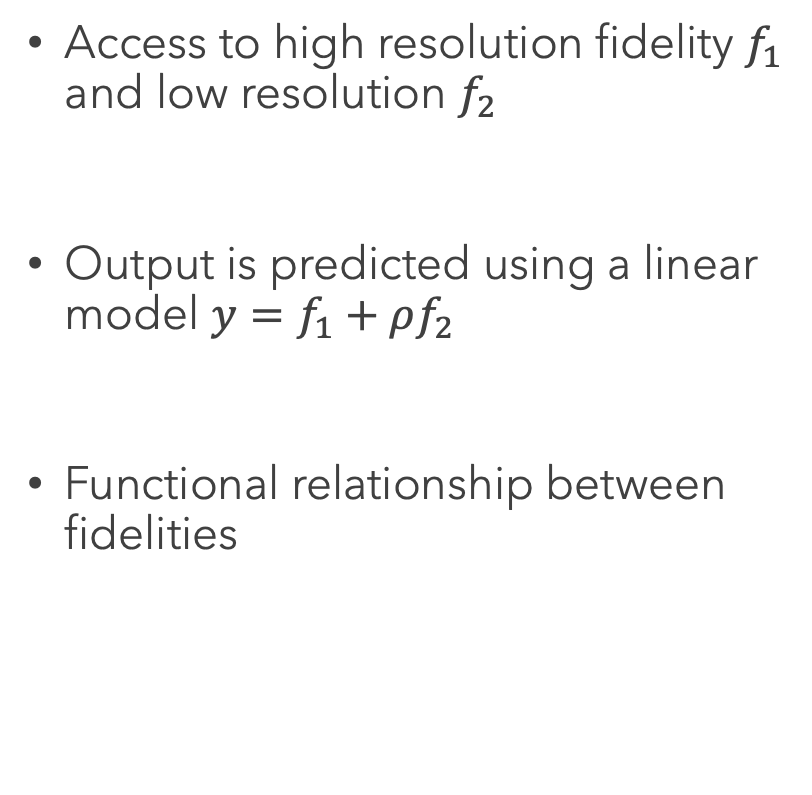 • Access to high resolution fidelity f₁
and low resolution f₂
• Output is predicted using a linear
model y = f₁ + ρf₂
• Functional relationship between
fidelities